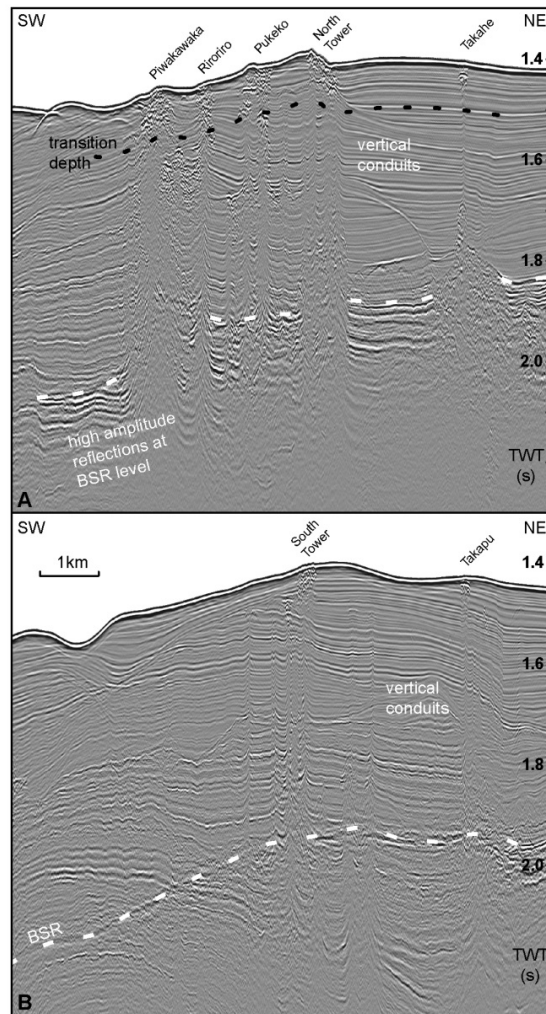 SW
NE
Piwakawaka
Riroriro
Pukeko
North
Tower
Takahe
1.4
transition
depth
vertical
conduits
1.6
1.8
2.0
high amplitude
reflections at
BSR level
TWT
(s)
A
SW
NE
1km
South
Tower
Takapu
1.4
1.6
vertical
conduits
1.8
2.0
BSR
TWT
(s)
B